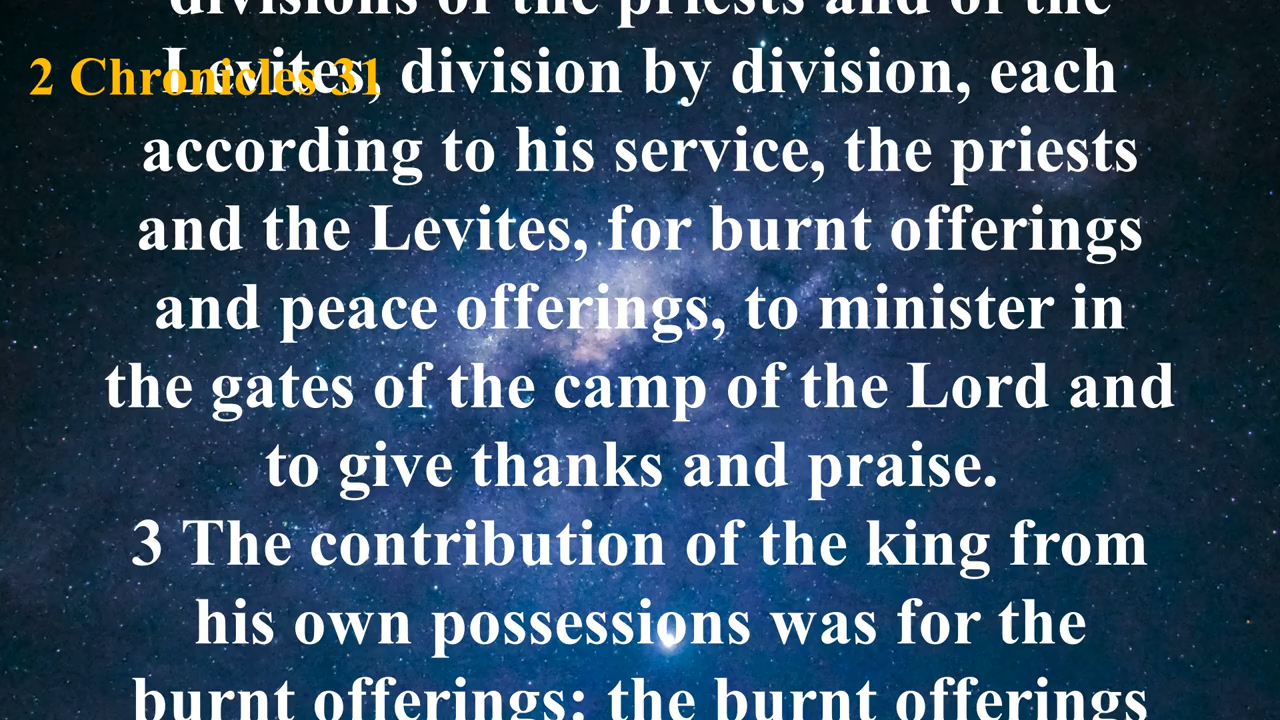 divisions of the priests and of the
2 Chronicles 31
Levites, division by division, each
according to his service, the priests
and the Levites, for burnt offerings
and peace offerings, to minister in
the gates of the camp of the Lord and
to give thanks and praise.
3 The contribution of the king from
his own possessions was for the
burnt offerings: the burnt offerings